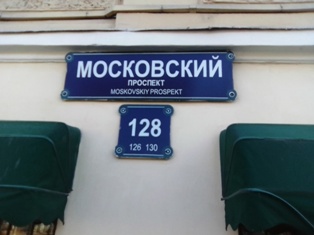 МОСКОВСКИЙ
ПРОСПЕКТ
MOSKOVSKIY PROSPEKT
128
126 130